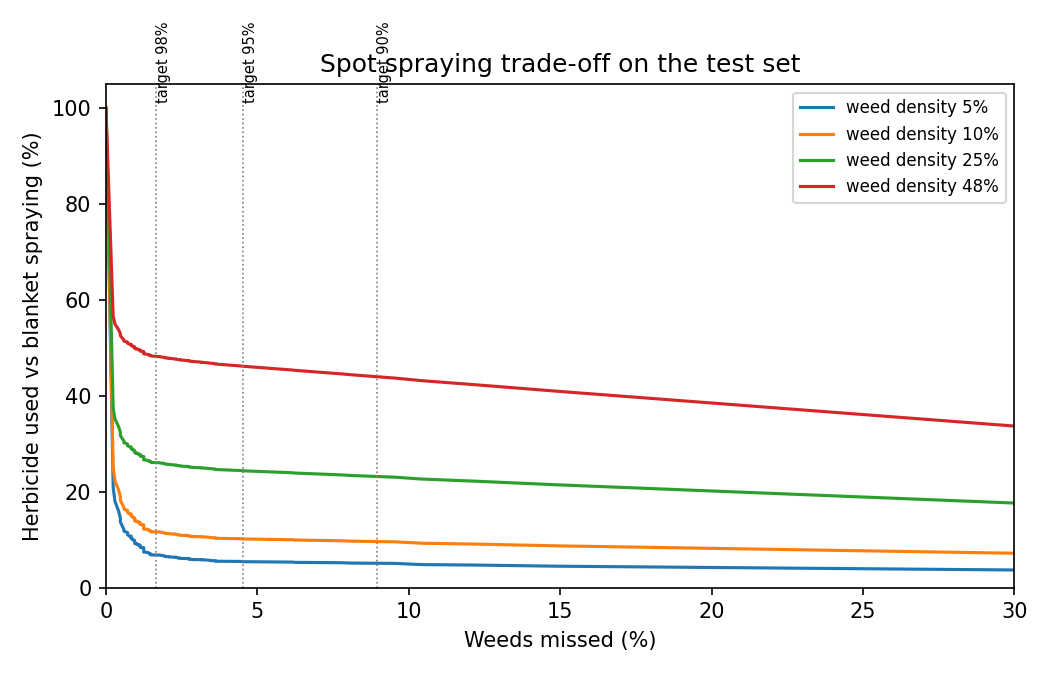 target 98%
target 95%
target 90%
Spot-spraying trade-off on the test set
Herbicide used vs blanket spraying (%)
100
80
60
40
20
0
weed density 5%
weed density 10%
weed density 25%
weed density 48%
0 5 10 15 20 25 30
Weeds missed (%)